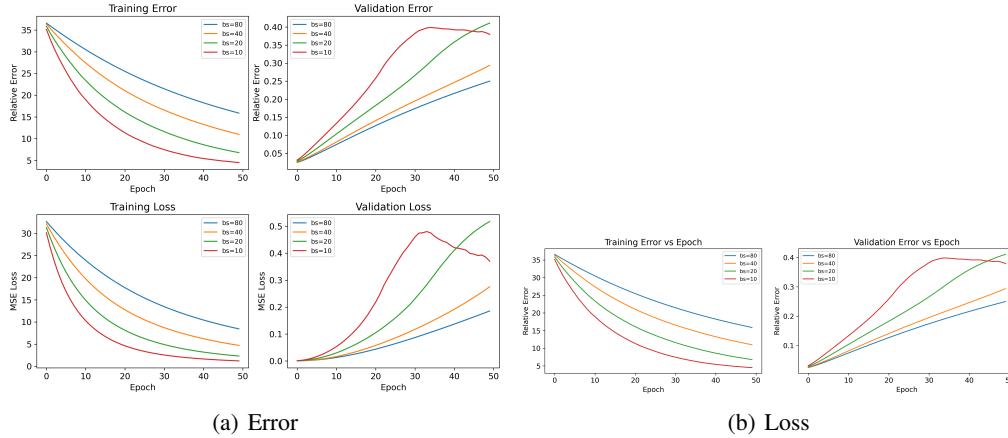 Training Error
Relative Error
35
30
25
20
15
10
5
bs=80
bs=40
bs=20
bs=10
0 10 20 30 40 50
Epoch
Validation Error
Relative Error
0.40
0.35
0.30
0.25
0.20
0.15
0.10
0.05
bs=80
bs=40
bs=20
bs=10
0 10 20 30 40 50
Epoch
Training Loss
MSE Loss
30
25
20
15
10
5
0
bs=80
bs=40
bs=20
bs=10
0 10 20 30 40 50
Epoch
Validation Loss
MSE Loss
0.5
0.4
0.3
0.2
0.1
0.0
bs=80
bs=40
bs=20
bs=10
0 10 20 30 40 50
Epoch
(a) Error
Training Error vs Epoch
Relative Error
35
30
25
20
15
10
5
bs=80
bs=40
bs=20
bs=10
0 10 20 30 40 50
Epoch
Validation Error vs Epoch
Relative Error
0.4
0.3
0.2
0.1
bs=80
bs=40
bs=20
bs=10
0 10 20 30 40 50
Epoch
(b) Loss